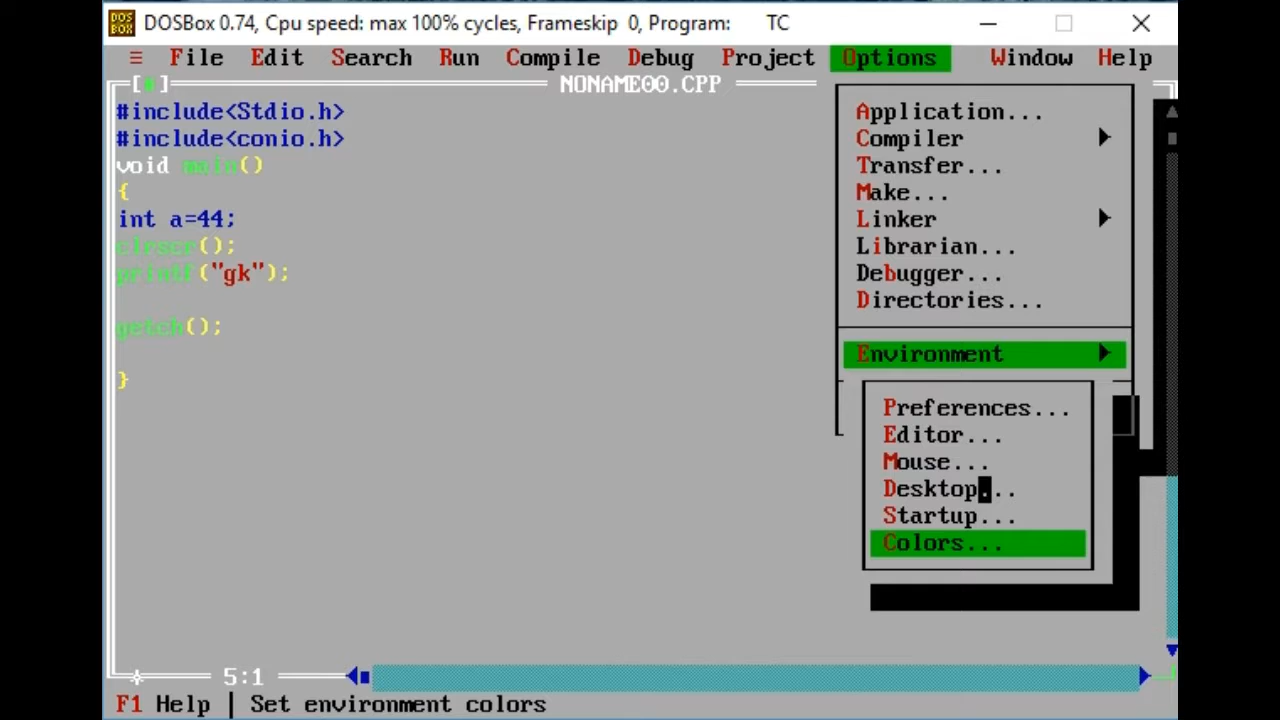 DOS BOX
DOSBox 0.74, Cpu speed: max 100% cycles, Frameskip 0, Program: TC
≡ File Edit Search Run Compile Debug Project Options Window Help
NONAME00.CPP
#include<Stdio.h>
#include<conio.h>
void main()
{
int a=44;
clrscr();
printf("gk");
getch();
}
Application...
Compiler
Transfer...
Make...
Linker
Librarian...
Debugger...
Directories...
Environment
Preferences...
Editor...
Mouse...
Desktop...
Startup...
Colors...
5:1
F1 Help | Set environment colors